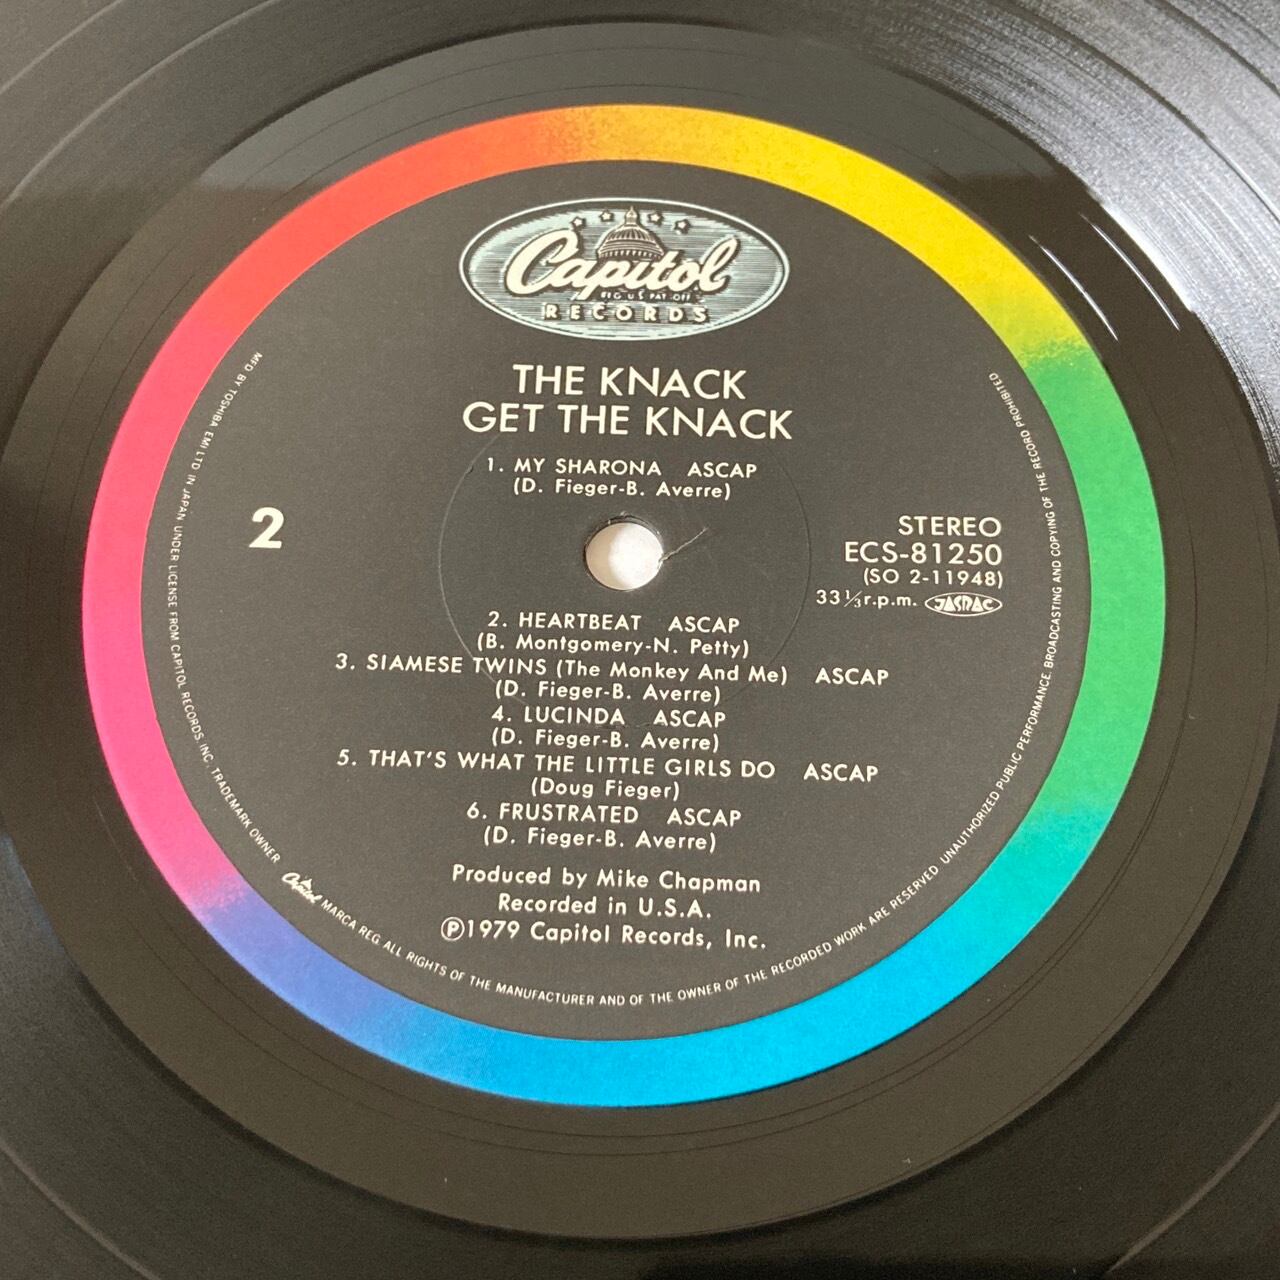 Capitol
REG U S PAT OFF
RECORDS
THE KNACK
GET THE KNACK
1. MY SHARONA ASCAP
(D. Fieger-B. Averre)
2
STEREO
ECS-81250
(SO 2-11948)
33⅓r.p.m. JASRAC
2. HEARTBEAT ASCAP
(B. Montgomery-N. Petty)
3. SIAMESE TWINS (The Monkey And Me) ASCAP
(D. Fieger-B. Averre)
4. LUCINDA ASCAP
(D. Fieger-B. Averre)
5. THAT'S WHAT THE LITTLE GIRLS DO ASCAP
(Doug Fieger)
6. FRUSTRATED ASCAP
(D. Fieger-B. Averre)
Produced by Mike Chapman
Recorded in U.S.A.
Ⓟ1979 Capitol Records, Inc.
MFD BY TOSHIBA EMI LTD IN JAPAN UNDER LICENSE FROM CAPITOL RECORDS INC. TRADEMARK OWNER Capitol MARCA REG ALL RIGHTS OF THE MANUFACTURER AND OF THE OWNER OF THE RECORDED WORK ARE RESERVED UNAUTHORIZED PUBLIC PERFORMANCE BROADCASTING AND COPYING OF THE RECORD PROHIBITED